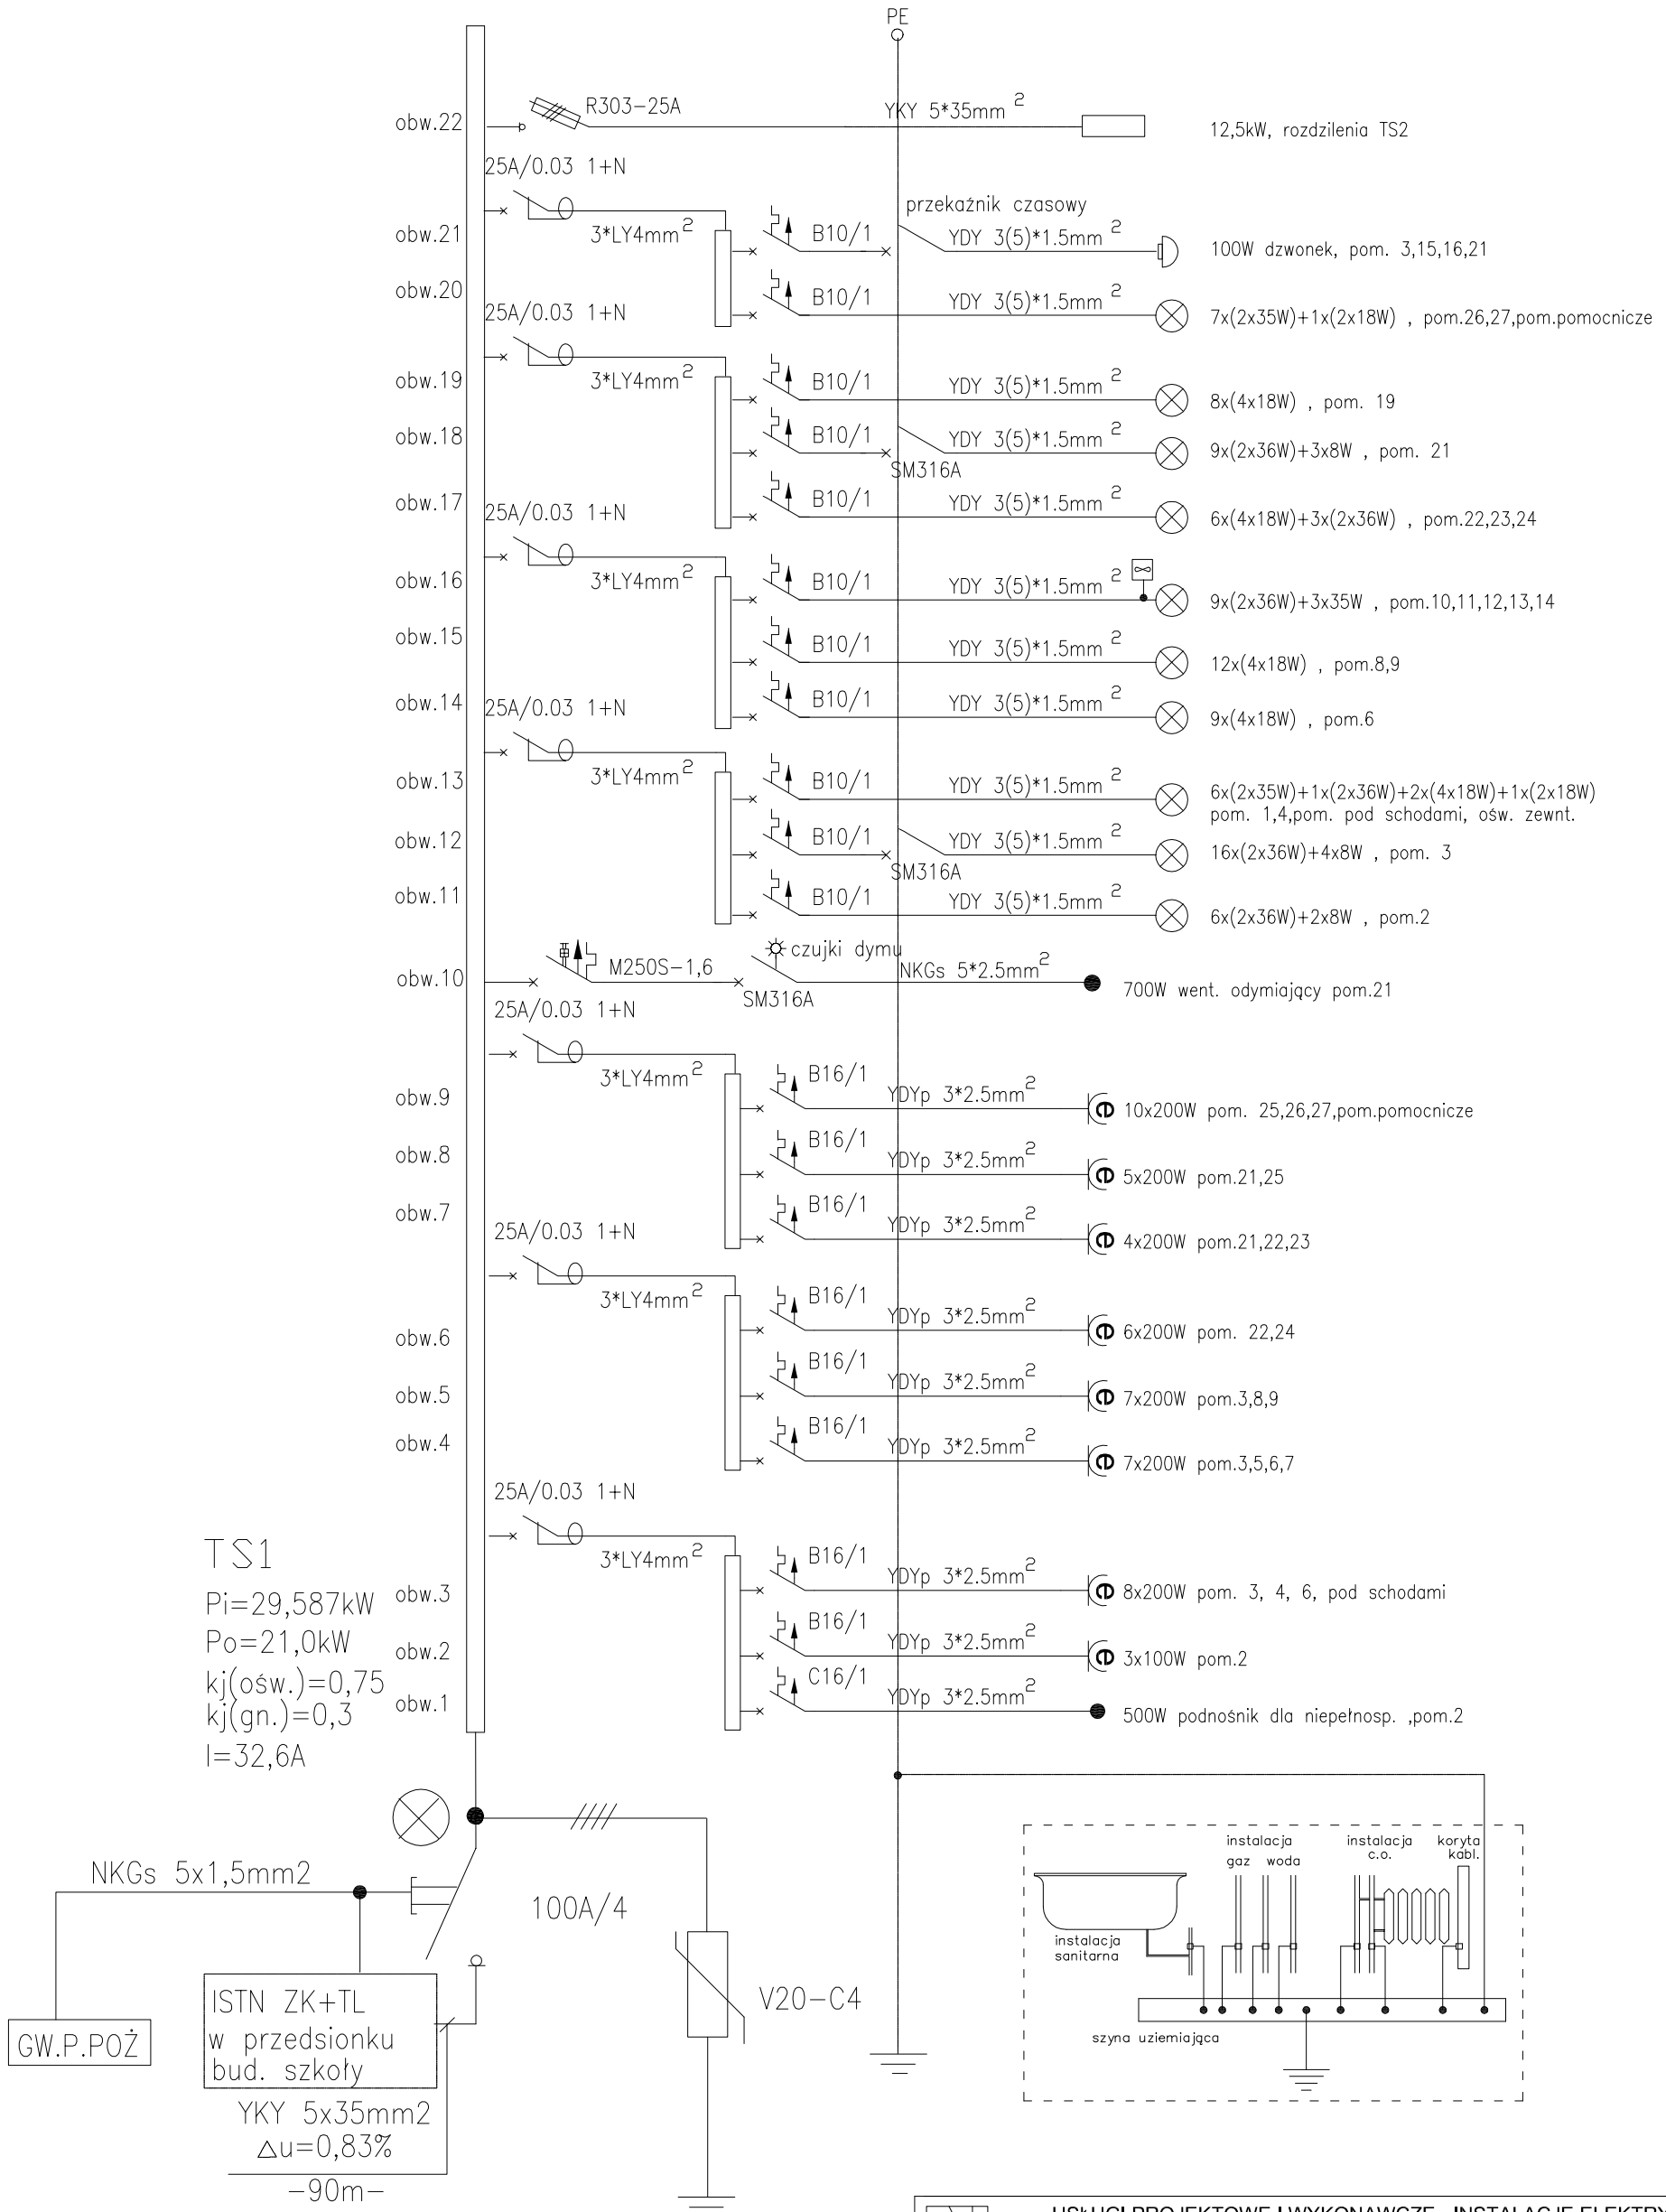 PE
obw.22
R303-25A
YKY 5*35mm 2
12,5kW, rozdzilenia TS2
25A/0.03 1+N
3*LY4mm2
przekaźnik czasowy
obw.21
B10/1
YDY 3(5)*1.5mm 2
100W dzwonek, pom. 3,15,16,21
obw.20
B10/1
YDY 3(5)*1.5mm 2
7x(2x35W)+1x(2x18W) , pom.26,27,pom.pomocnicze
25A/0.03 1+N
3*LY4mm2
obw.19
B10/1
YDY 3(5)*1.5mm 2
8x(4x18W) , pom. 19
obw.18
B10/1
SM316A
YDY 3(5)*1.5mm 2
9x(2x36W)+3x8W , pom. 21
obw.17
B10/1
YDY 3(5)*1.5mm 2
6x(4x18W)+3x(2x36W) , pom.22,23,24
25A/0.03 1+N
3*LY4mm2
obw.16
B10/1
YDY 3(5)*1.5mm 2
9x(2x36W)+3x35W , pom.10,11,12,13,14
obw.15
B10/1
YDY 3(5)*1.5mm 2
12x(4x18W) , pom.8,9
obw.14
B10/1
YDY 3(5)*1.5mm 2
9x(4x18W) , pom.6
25A/0.03 1+N
3*LY4mm2
obw.13
B10/1
YDY 3(5)*1.5mm 2
6x(2x35W)+1x(2x36W)+2x(4x18W)+1x(2x18W)
pom. 1,4,pom. pod schodami, ośw. zewnt.
obw.12
B10/1
SM316A
YDY 3(5)*1.5mm 2
16x(2x36W)+4x8W , pom. 3
obw.11
B10/1
YDY 3(5)*1.5mm 2
6x(2x36W)+2x8W , pom.2
obw.10
M250S-1,6
czujki dymu
SM316A
NKGs 5*2.5mm2
700W went. odymiający pom.21
25A/0.03 1+N
3*LY4mm2
obw.9
B16/1
YDYp 3*2.5mm2
10x200W pom. 25,26,27,pom.pomocnicze
obw.8
B16/1
YDYp 3*2.5mm2
5x200W pom.21,25
obw.7
B16/1
YDYp 3*2.5mm2
4x200W pom.21,22,23
25A/0.03 1+N
3*LY4mm2
obw.6
B16/1
YDYp 3*2.5mm2
6x200W pom. 22,24
obw.5
B16/1
YDYp 3*2.5mm2
7x200W pom.3,8,9
obw.4
B16/1
YDYp 3*2.5mm2
7x200W pom.3,5,6,7
25A/0.03 1+N
3*LY4mm2
obw.3
B16/1
YDYp 3*2.5mm2
8x200W pom. 3, 4, 6, pod schodami
obw.2
B16/1
YDYp 3*2.5mm2
3x100W pom.2
obw.1
C16/1
YDYp 3*2.5mm2
500W podnośnik dla niepełnosp. ,pom.2
TS1
Pi=29,587kW
Po=21,0kW
kj(ośw.)=0,75
kj(gn.)=0,3
I=32,6A
NKGs 5x1,5mm2
100A/4
V20-C4
GW.P.POŻ
ISTN ZK+TL
w przedsionku
bud. szkoły
YKY 5x35mm2
△u=0,83%
-90m-
instalacja
gaz woda
instalacja
c.o.
koryta
kabl.
instalacja
sanitarna
szyna uziemiająca